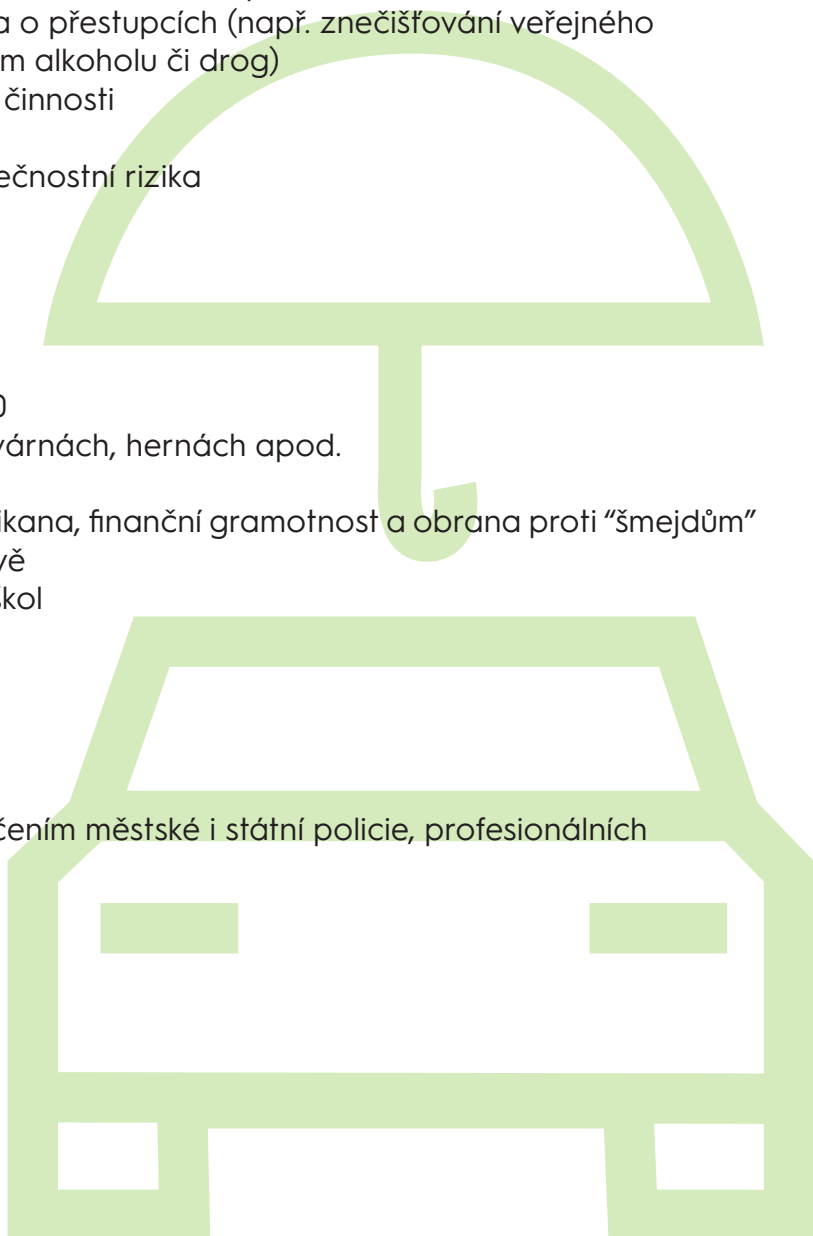 a o přestupcích (např. znečišťování veřejného
m alkoholu či drog)
činnosti
ečnostní rizika
várnách, hernách apod.
ikana, finanční gramotnost a obrana proti “šmejdům”
vě
kol
čením městské i státní policie, profesionálních